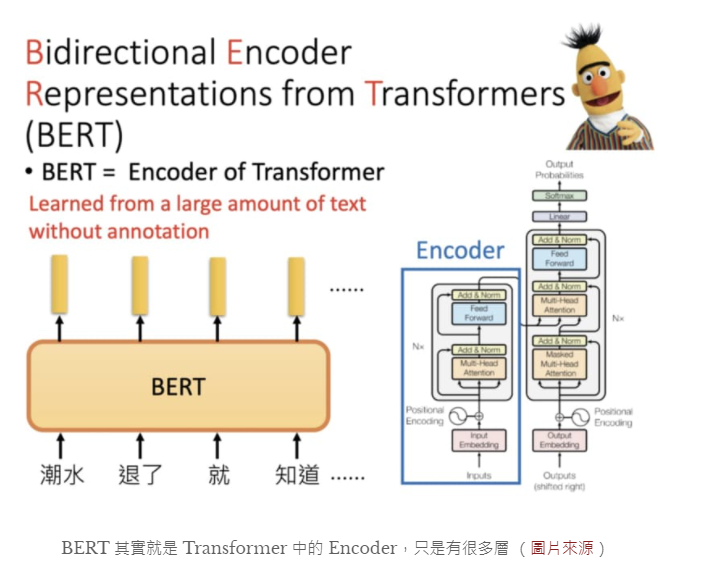 Bidirectional Encoder
Representations from Transformers
(BERT)
• BERT = Encoder of Transformer
Learned from a large amount of text
without annotation
......
BERT
潮水 退了 就 知道 ......
Encoder
Output
Probabilities
Softmax
Linear
Add & Norm
Feed
Forward
Add & Norm
Multi-Head
Attention
Add & Norm
Masked
Multi-Head
Attention
Nx
Add & Norm
Feed
Forward
Add & Norm
Multi-Head
Attention
Nx
Positional
Encoding
Positional
Encoding
Input
Embedding
Output
Embedding
Inputs
Outputs
(shifted right)
BERT 其實就是 Transformer 中的 Encoder，只是有很多層 （圖片來源）